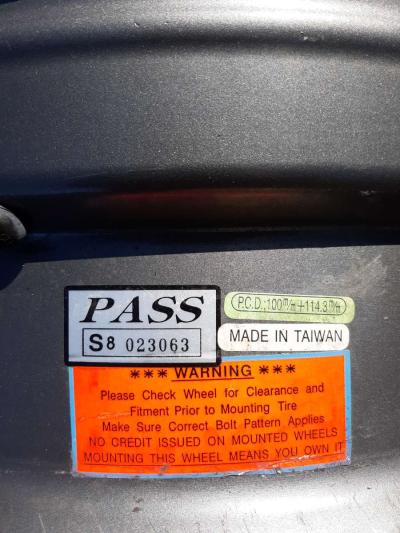 PASS
S8 023063
P.C.D.:100m/m+114.3m/m
MADE IN TAIWAN
*** WARNING ***
Please Check Wheel for Clearance and
Fitment Prior to Mounting Tire
Make Sure Correct Bolt Pattern Applies
NO CREDIT ISSUED ON MOUNTED WHEELS
MOUNTING THIS WHEEL MEANS YOU OWN IT